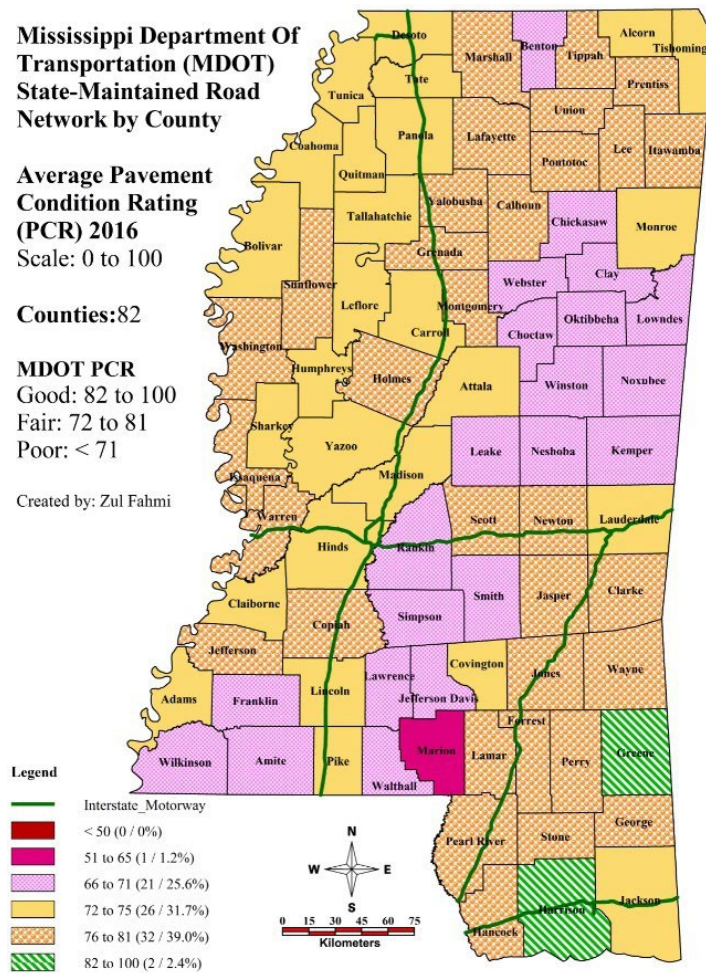 Mississippi Department Of
Transportation (MDOT)
State-Maintained Road
Network by County
Average Pavement
Condition Rating
(PCR) 2016
Scale: 0 to 100
Counties:82
MDOT PCR
Good: 82 to 100
Fair: 72 to 81
Poor: < 71
Created by: Zul Fahmi
Desoto
Marshall
Benton
Tippah
Alcorn
Tishoming
Tunica
Tate
Prentiss
Panola
Lafayette
Union
Lee
Itawamba
Coahoma
Quitman
Pontotoc
Yalobusha
Calhoun
Tallahatchie
Chickasaw
Monroe
Bolivar
Grenada
Sunflower
Leflore
Montgomery
Webster
Clay
Washington
Carroll
Choctaw
Oktibbeha
Lowndes
Humphreys
Holmes
Attala
Winston
Noxubee
Sharkey
Yazoo
Leake
Neshoba
Kemper
Issaquena
Madison
Warren
Hinds
Rankin
Scott
Newton
Lauderdale
Claiborne
Copiah
Simpson
Smith
Jasper
Clarke
Jefferson
Adams
Franklin
Lincoln
Lawrence
Jefferson Davis
Covington
Jones
Wayne
Wilkinson
Amite
Pike
Walthall
Marion
Lamar
Forrest
Perry
Greene
Pearl River
Stone
George
Hancock
Harrison
Jackson
Legend
Interstate_Motorway
< 50 (0 / 0%)
51 to 65 (1 / 1.2%)
66 to 71 (21 / 25.6%)
72 to 75 (26 / 31.7%)
76 to 81 (32 / 39.0%)
82 to 100 (2 / 2.4%)
N
W E
S
0 15 30 45 60 75
Kilometers